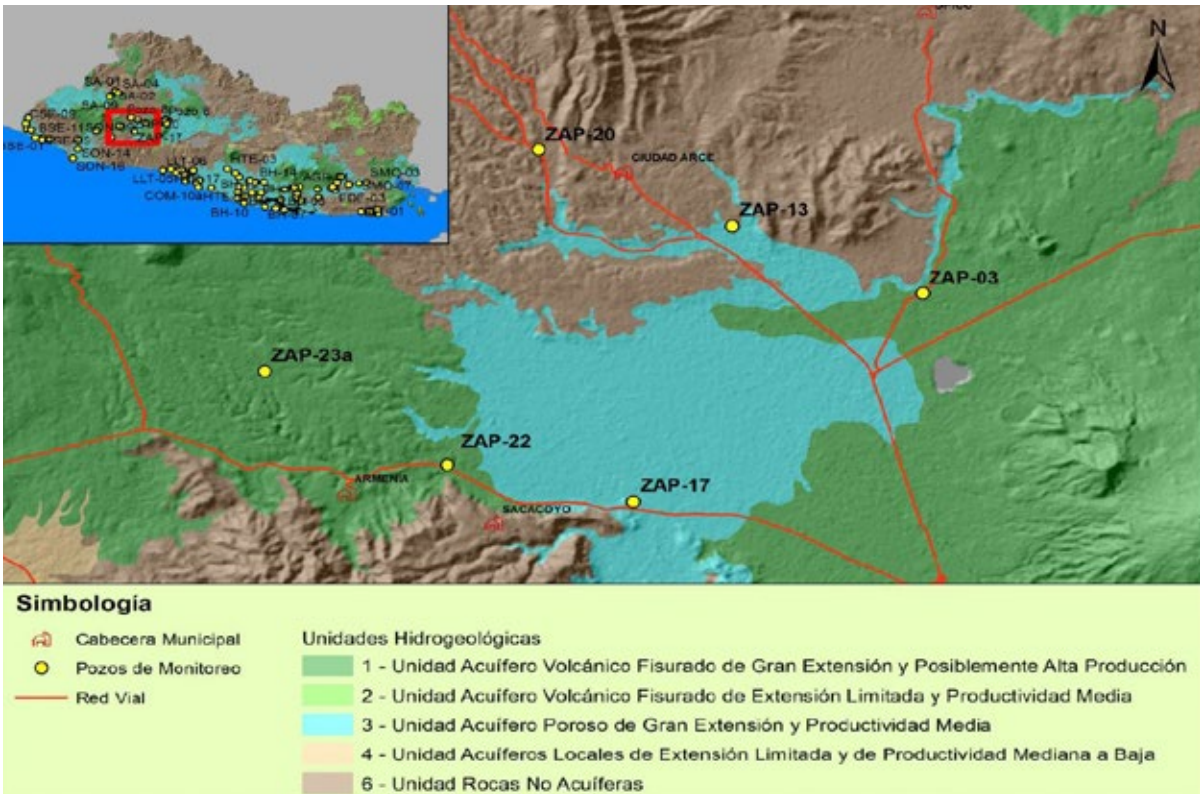 N
SA-04
SA-02
SON-14
SON-16
LLT-06
HTE-03
SMO-03
BH-10
ZAP-20
CIUDAD ARCE
ZAP-13
ZAP-03
ZAP-23a
ZAP-22
ARMENIA
ZAP-17
SACACOYO
Simbología
Cabecera Municipal
Pozos de Monitoreo
Red Vial
Unidades Hidrogeológicas
1 - Unidad Acuífero Volcánico Fisurado de Gran Extensión y Posiblemente Alta Producción
2 - Unidad Acuífero Volcánico Fisurado de Extensión Limitada y Productividad Media
3 - Unidad Acuífero Poroso de Gran Extensión y Productividad Media
4 - Unidad Acuíferos Locales de Extensión Limitada y de Productividad Mediana a Baja
6 - Unidad Rocas No Acuíferas